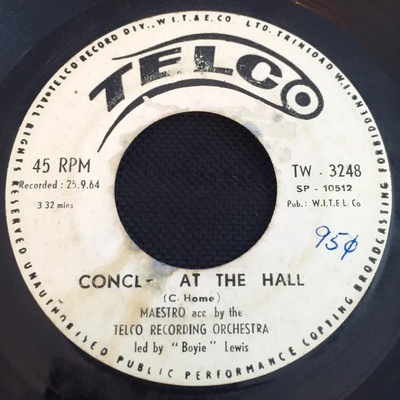 TELCO RECORD DIV., W.I.T.& E. CO. LTD., TRINIDAD, W.I.
TELCO
45 RPM
Recorded : 25.9.64
3 32 mins
TW - 3248
SP - 10512
Pub.: W.I.T.E.L. Co
95¢
AT THE HALL
(C. Home)
MAESTRO acc by the
TELCO RECORDING ORCHESTRA
led by "Boyie" Lewis
ALL RIGHTS RESERVED UNAUTHORISED PUBLIC PERFORMANCE COPYING BROADCASTING FORBIDDEN